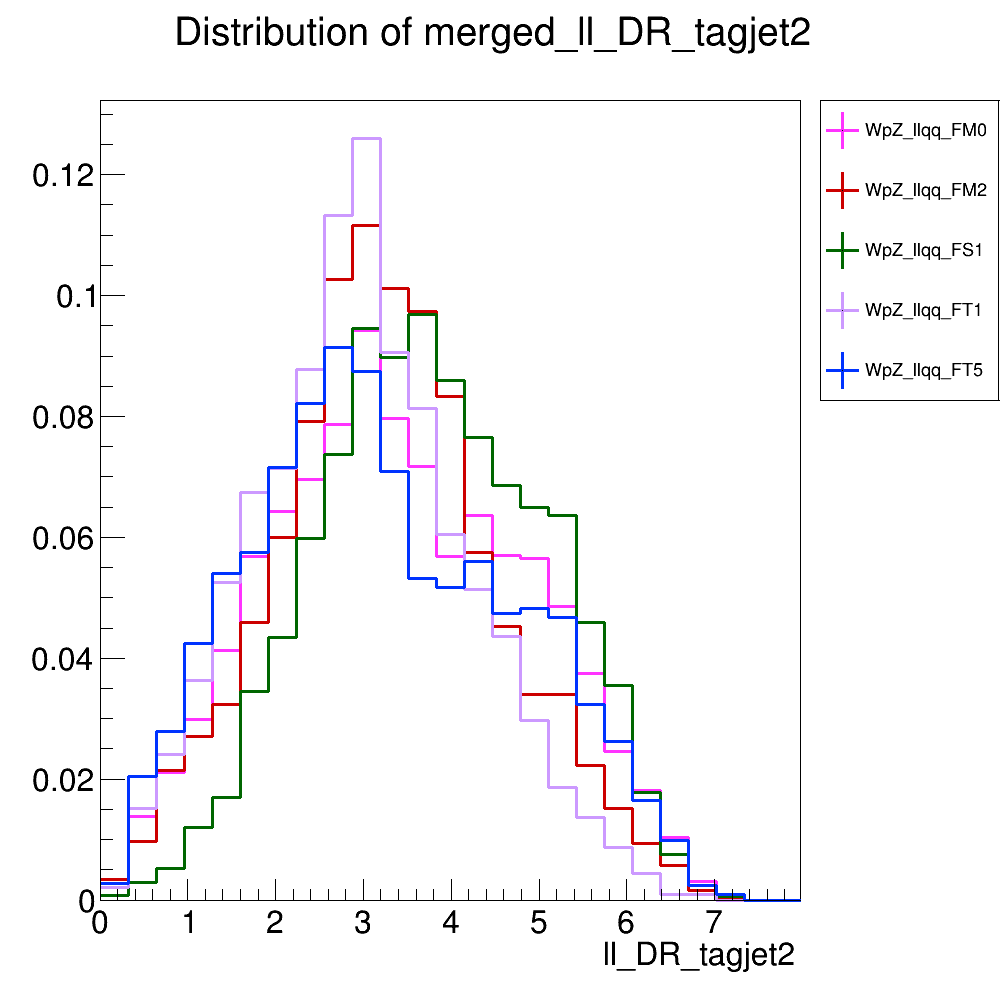 Distribution of merged_ll_DR_tagjet2
WpZ_llqq_FM0
WpZ_llqq_FM2
WpZ_llqq_FS1
WpZ_llqq_FT1
WpZ_llqq_FT5
0.12
0.1
0.08
0.06
0.04
0.02
0
0 1 2 3 4 5 6 7
ll_DR_tagjet2